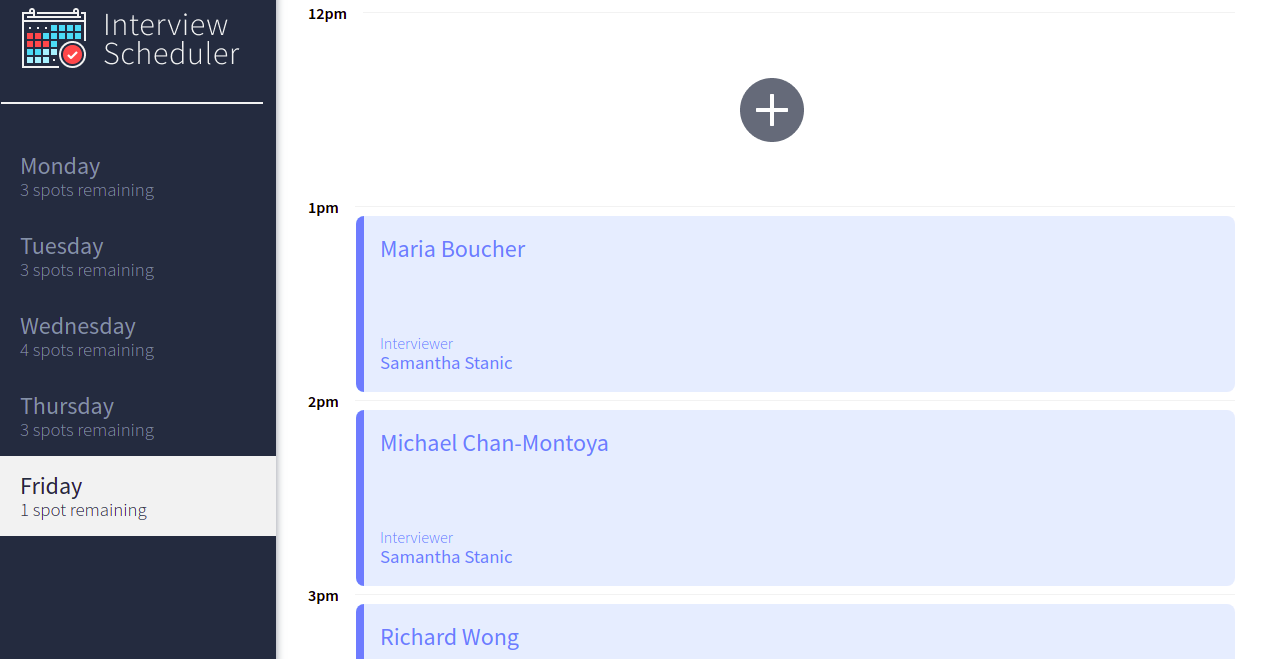 Interview
Scheduler
Monday
3 spots remaining
Tuesday
3 spots remaining
Wednesday
4 spots remaining
Thursday
3 spots remaining
Friday
1 spot remaining
12pm
1pm
Maria Boucher
Interviewer
Samantha Stanic
2pm
Michael Chan-Montoya
Interviewer
Samantha Stanic
3pm
Richard Wong